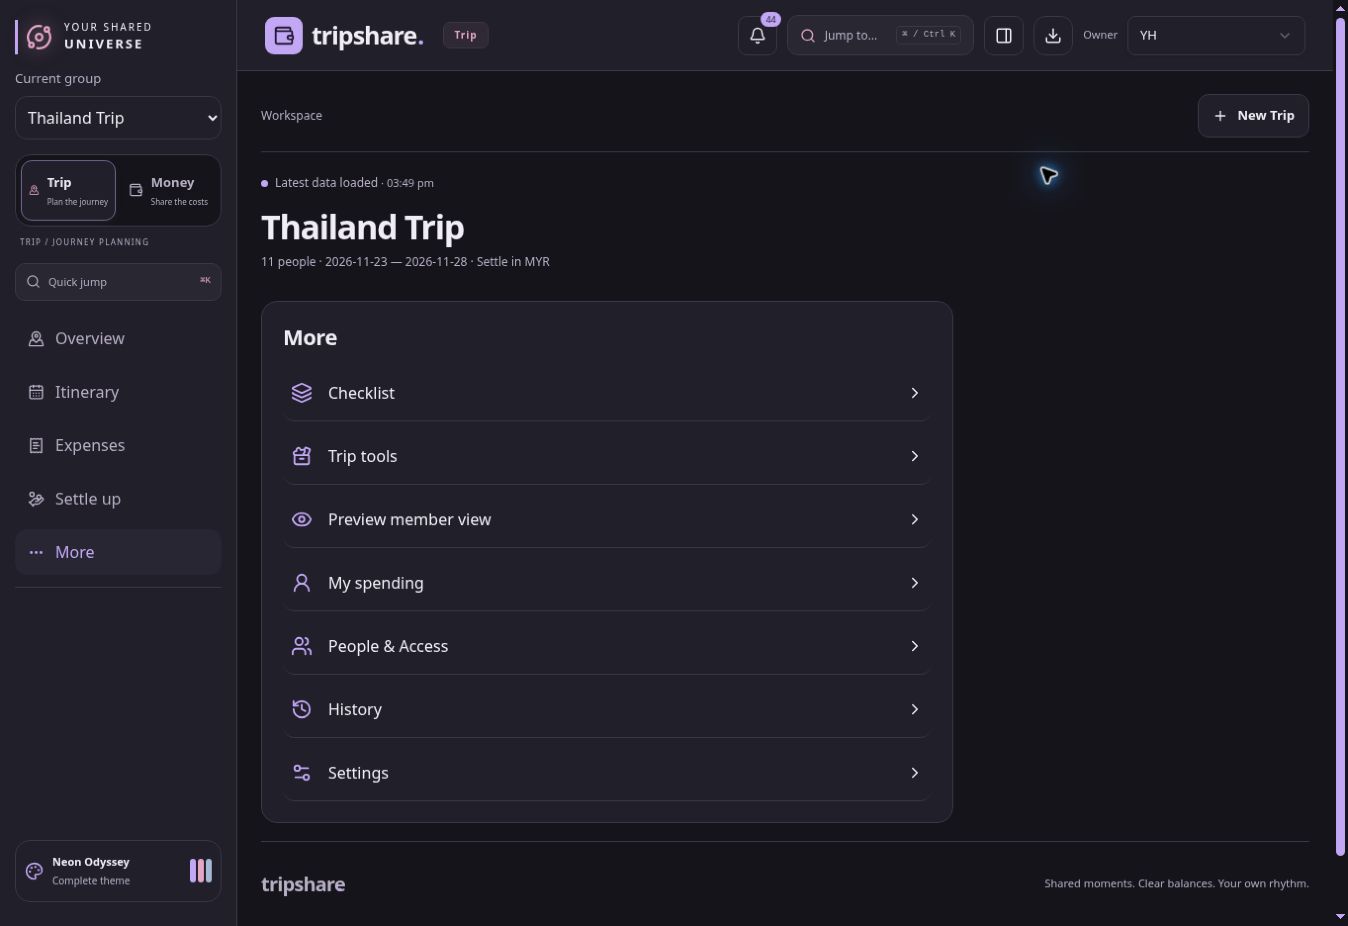 YOUR SHARED
UNIVERSE
Current group
Thailand Trip
Trip
Plan the journey
Money
Share the costs
TRIP / JOURNEY PLANNING
Quick jump
⌘K
Overview
Itinerary
Expenses
Settle up
More
Neon Odyssey
Complete theme
tripshare.
Trip
44
Jump to...
⌘ / Ctrl K
Owner
YH
Workspace
New Trip
Latest data loaded · 03:49 pm
Thailand Trip
11 people · 2026-11-23 — 2026-11-28 · Settle in MYR
More
Checklist
Trip tools
Preview member view
My spending
People & Access
History
Settings
tripshare
Shared moments. Clear balances. Your own rhythm.